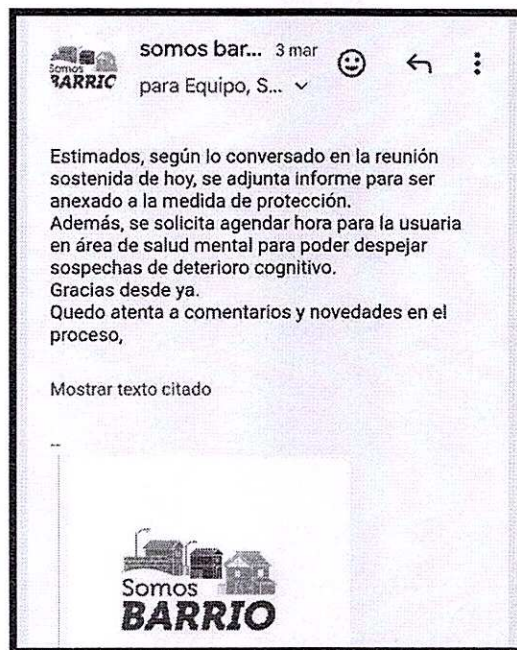 somos bar... 3 mar
Somos
BARRIO
para Equipo, S...
Estimados, según lo conversado en la reunión
sostenida de hoy, se adjunta informe para ser
anexado a la medida de protección.
Además, se solicita agendar hora para la usuaria
en área de salud mental para poder despejar
sospechas de deterioro cognitivo.
Gracias desde ya.
Quedo atenta a comentarios y novedades en el
proceso,
Mostrar texto citado
--
Somos
BARRIO